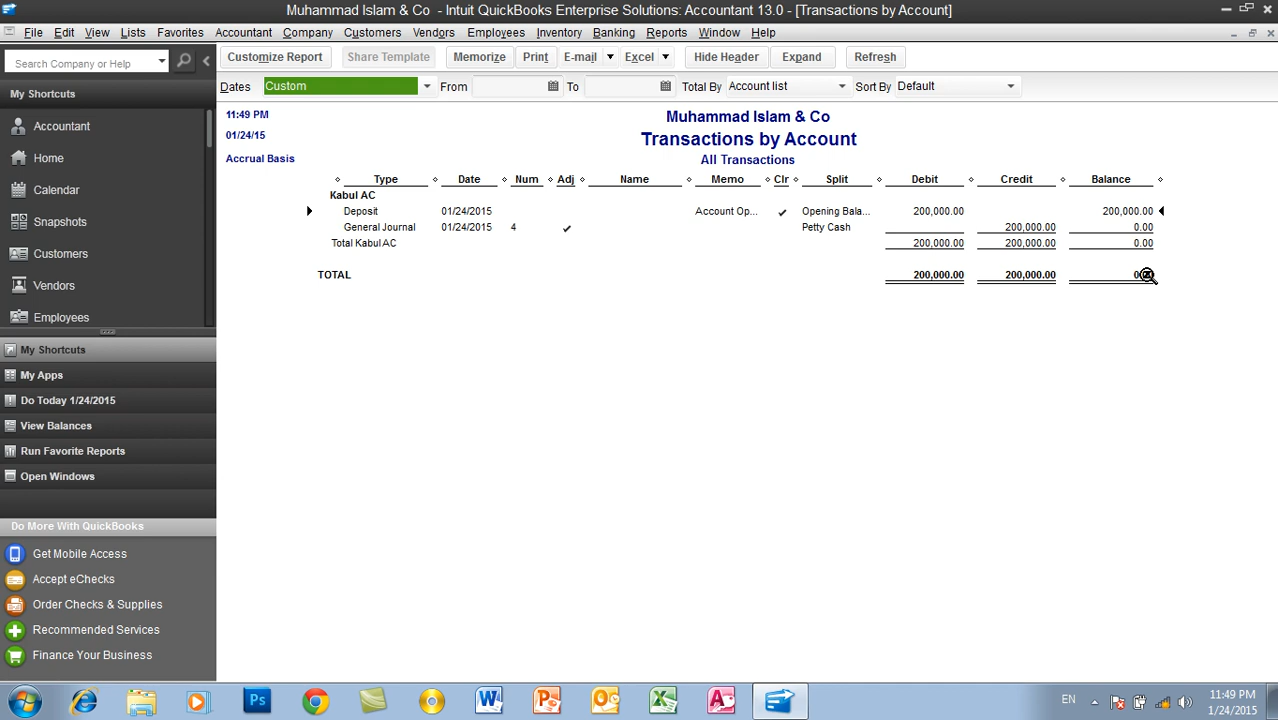 Muhammad Islam & Co - Intuit QuickBooks Enterprise Solutions: Accountant 13.0 - [Transactions by Account]
File Edit View Lists Favorites Accountant Company Customers Vendors Employees Inventory Banking Reports Window Help
Search Company or Help
Customize Report Share Template Memorize Print E-mail Excel Hide Header Expand Refresh
Dates Custom From To Total By Account list Sort By Default
My Shortcuts
Accountant
Home
Calendar
Snapshots
Customers
Vendors
Employees
My Shortcuts
My Apps
Do Today 1/24/2015
View Balances
Run Favorite Reports
Open Windows
Do More With QuickBooks
Get Mobile Access
Accept eChecks
Order Checks & Supplies
Recommended Services
Finance Your Business
11:49 PM
01/24/15
Accrual Basis
Muhammad Islam & Co
Transactions by Account
All Transactions
Type Date Num Adj Name Memo Clr Split Debit Credit Balance
Kabul AC
Deposit 01/24/2015 Account Op... ✓ Opening Bala... 200,000.00 200,000.00
General Journal 01/24/2015 4 ✓ Petty Cash 200,000.00 0.00
Total Kabul AC 200,000.00 200,000.00 0.00
TOTAL 200,000.00 200,000.00
EN
11:49 PM
1/24/2015